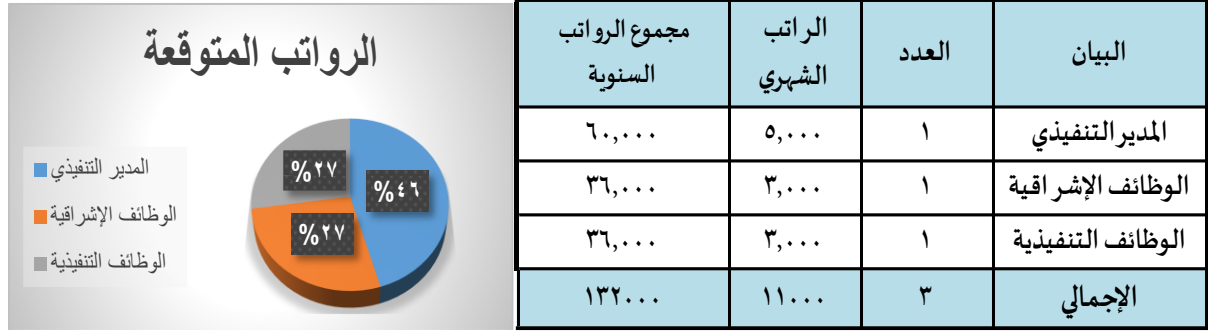 الرواتب المتوقعة
%٤٦
%٢٧
%٢٧
المدير التنفيذي
الوظائف الإشراقية
الوظائف التنفيذية
البيان العدد الراتب الشهري مجموع الرواتب السنوية
المدير التنفيذي ١ ٥,٠٠٠ ٦٠,٠٠٠
الوظائف الإشراقية ١ ٣,٠٠٠ ٣٦,٠٠٠
الوظائف التنفيذية ١ ٣,٠٠٠ ٣٦,٠٠٠
الإجمالي ٣ ١١٠٠٠ ١٣٢٠٠٠